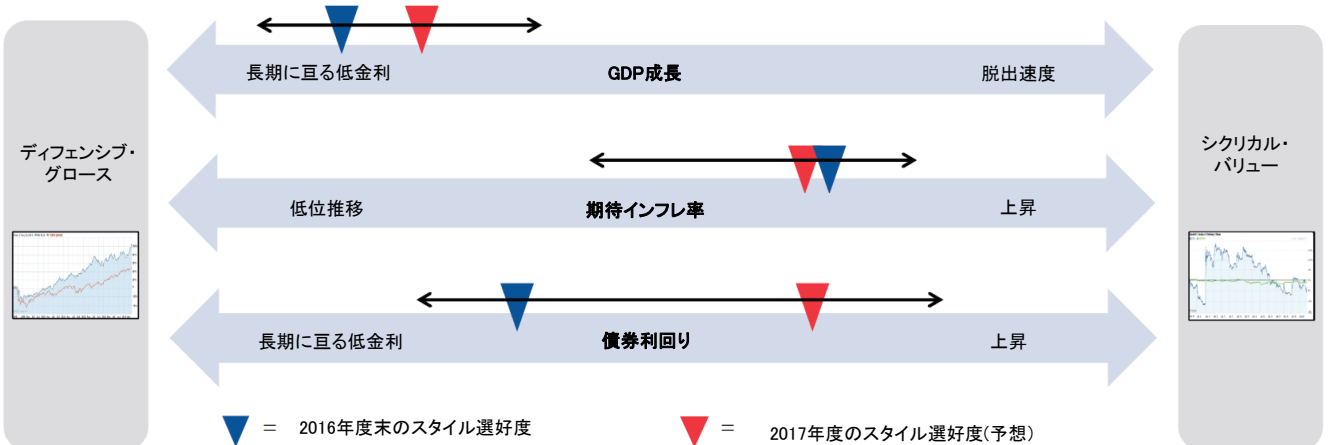 ディフェンシブ・
グロース
長期に亘る低金利
GDP成長
脱出速度
低位推移
期待インフレ率
上昇
長期に亘る低金利
債券利回り
上昇
シクリカル・
バリュー
= 2016年度末のスタイル選好度
= 2017年度のスタイル選好度(予想)